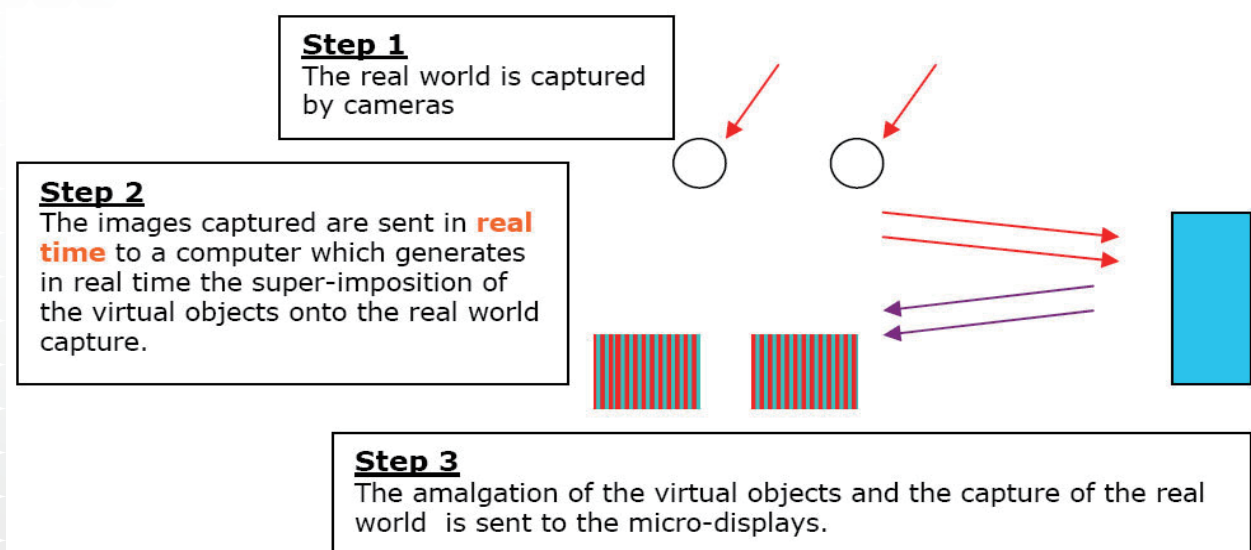 Step 1
The real world is captured
by cameras
Step 2
The images captured are sent in real
time to a computer which generates
in real time the super-imposition of
the virtual objects onto the real world
capture.
Step 3
The amalgation of the virtual objects and the capture of the real
world is sent to the micro-displays.